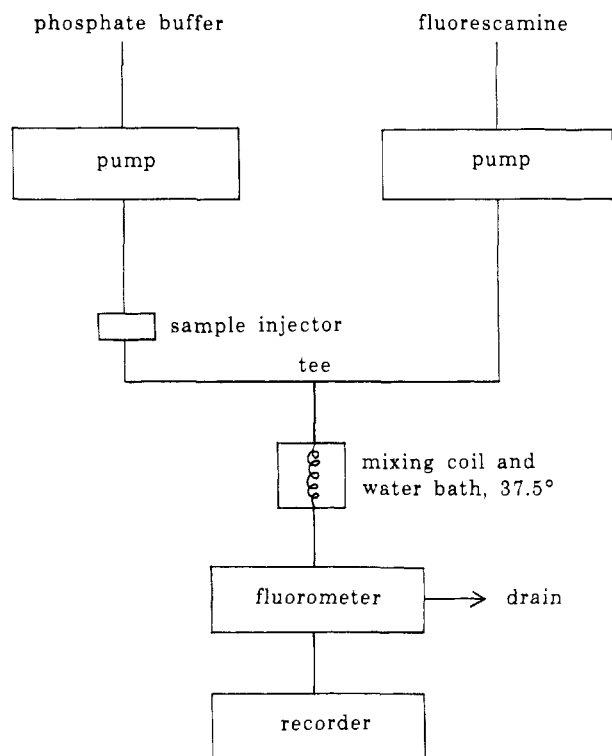 phosphate buffer
fluorescamine
pump
pump
sample injector
tee
mixing coil and
water bath, 37.5°
fluorometer
drain
recorder